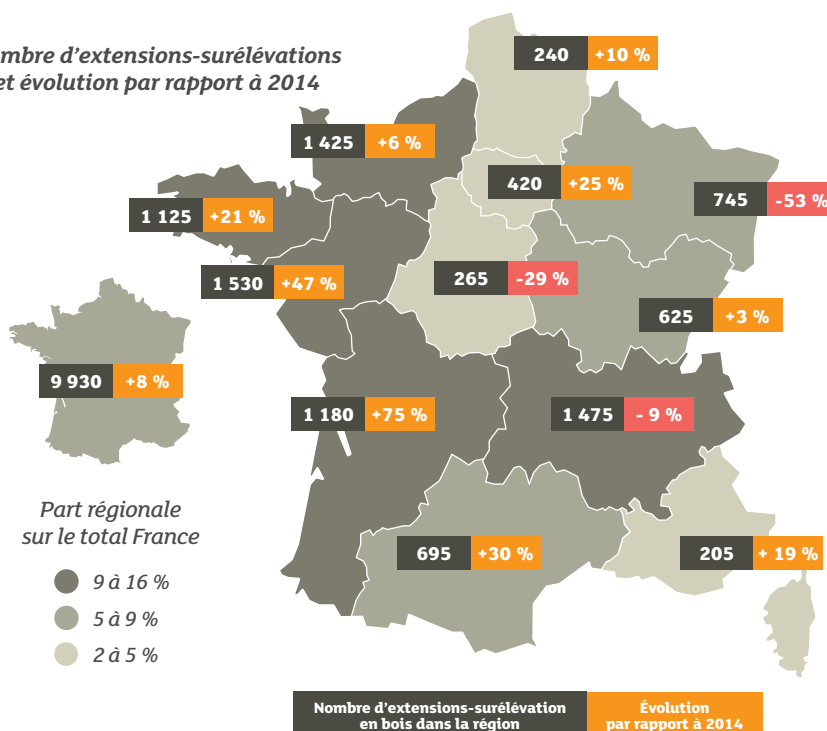 ombre d'extensions-surélévations
et évolution par rapport à 2014
240 +10 %
1 425 +6 %
420 +25 %
745 -53 %
1 125 +21 %
1 530 +47 %
265 -29 %
625 +3 %
9 930 +8 %
1 180 +75 %
1 475 - 9 %
Part régionale
sur le total France
695 +30 %
205 + 19 %
9 à 16 %
5 à 9 %
2 à 5 %
Nombre d'extensions-surélévation
en bois dans la région
Évolution
par rapport à 2014